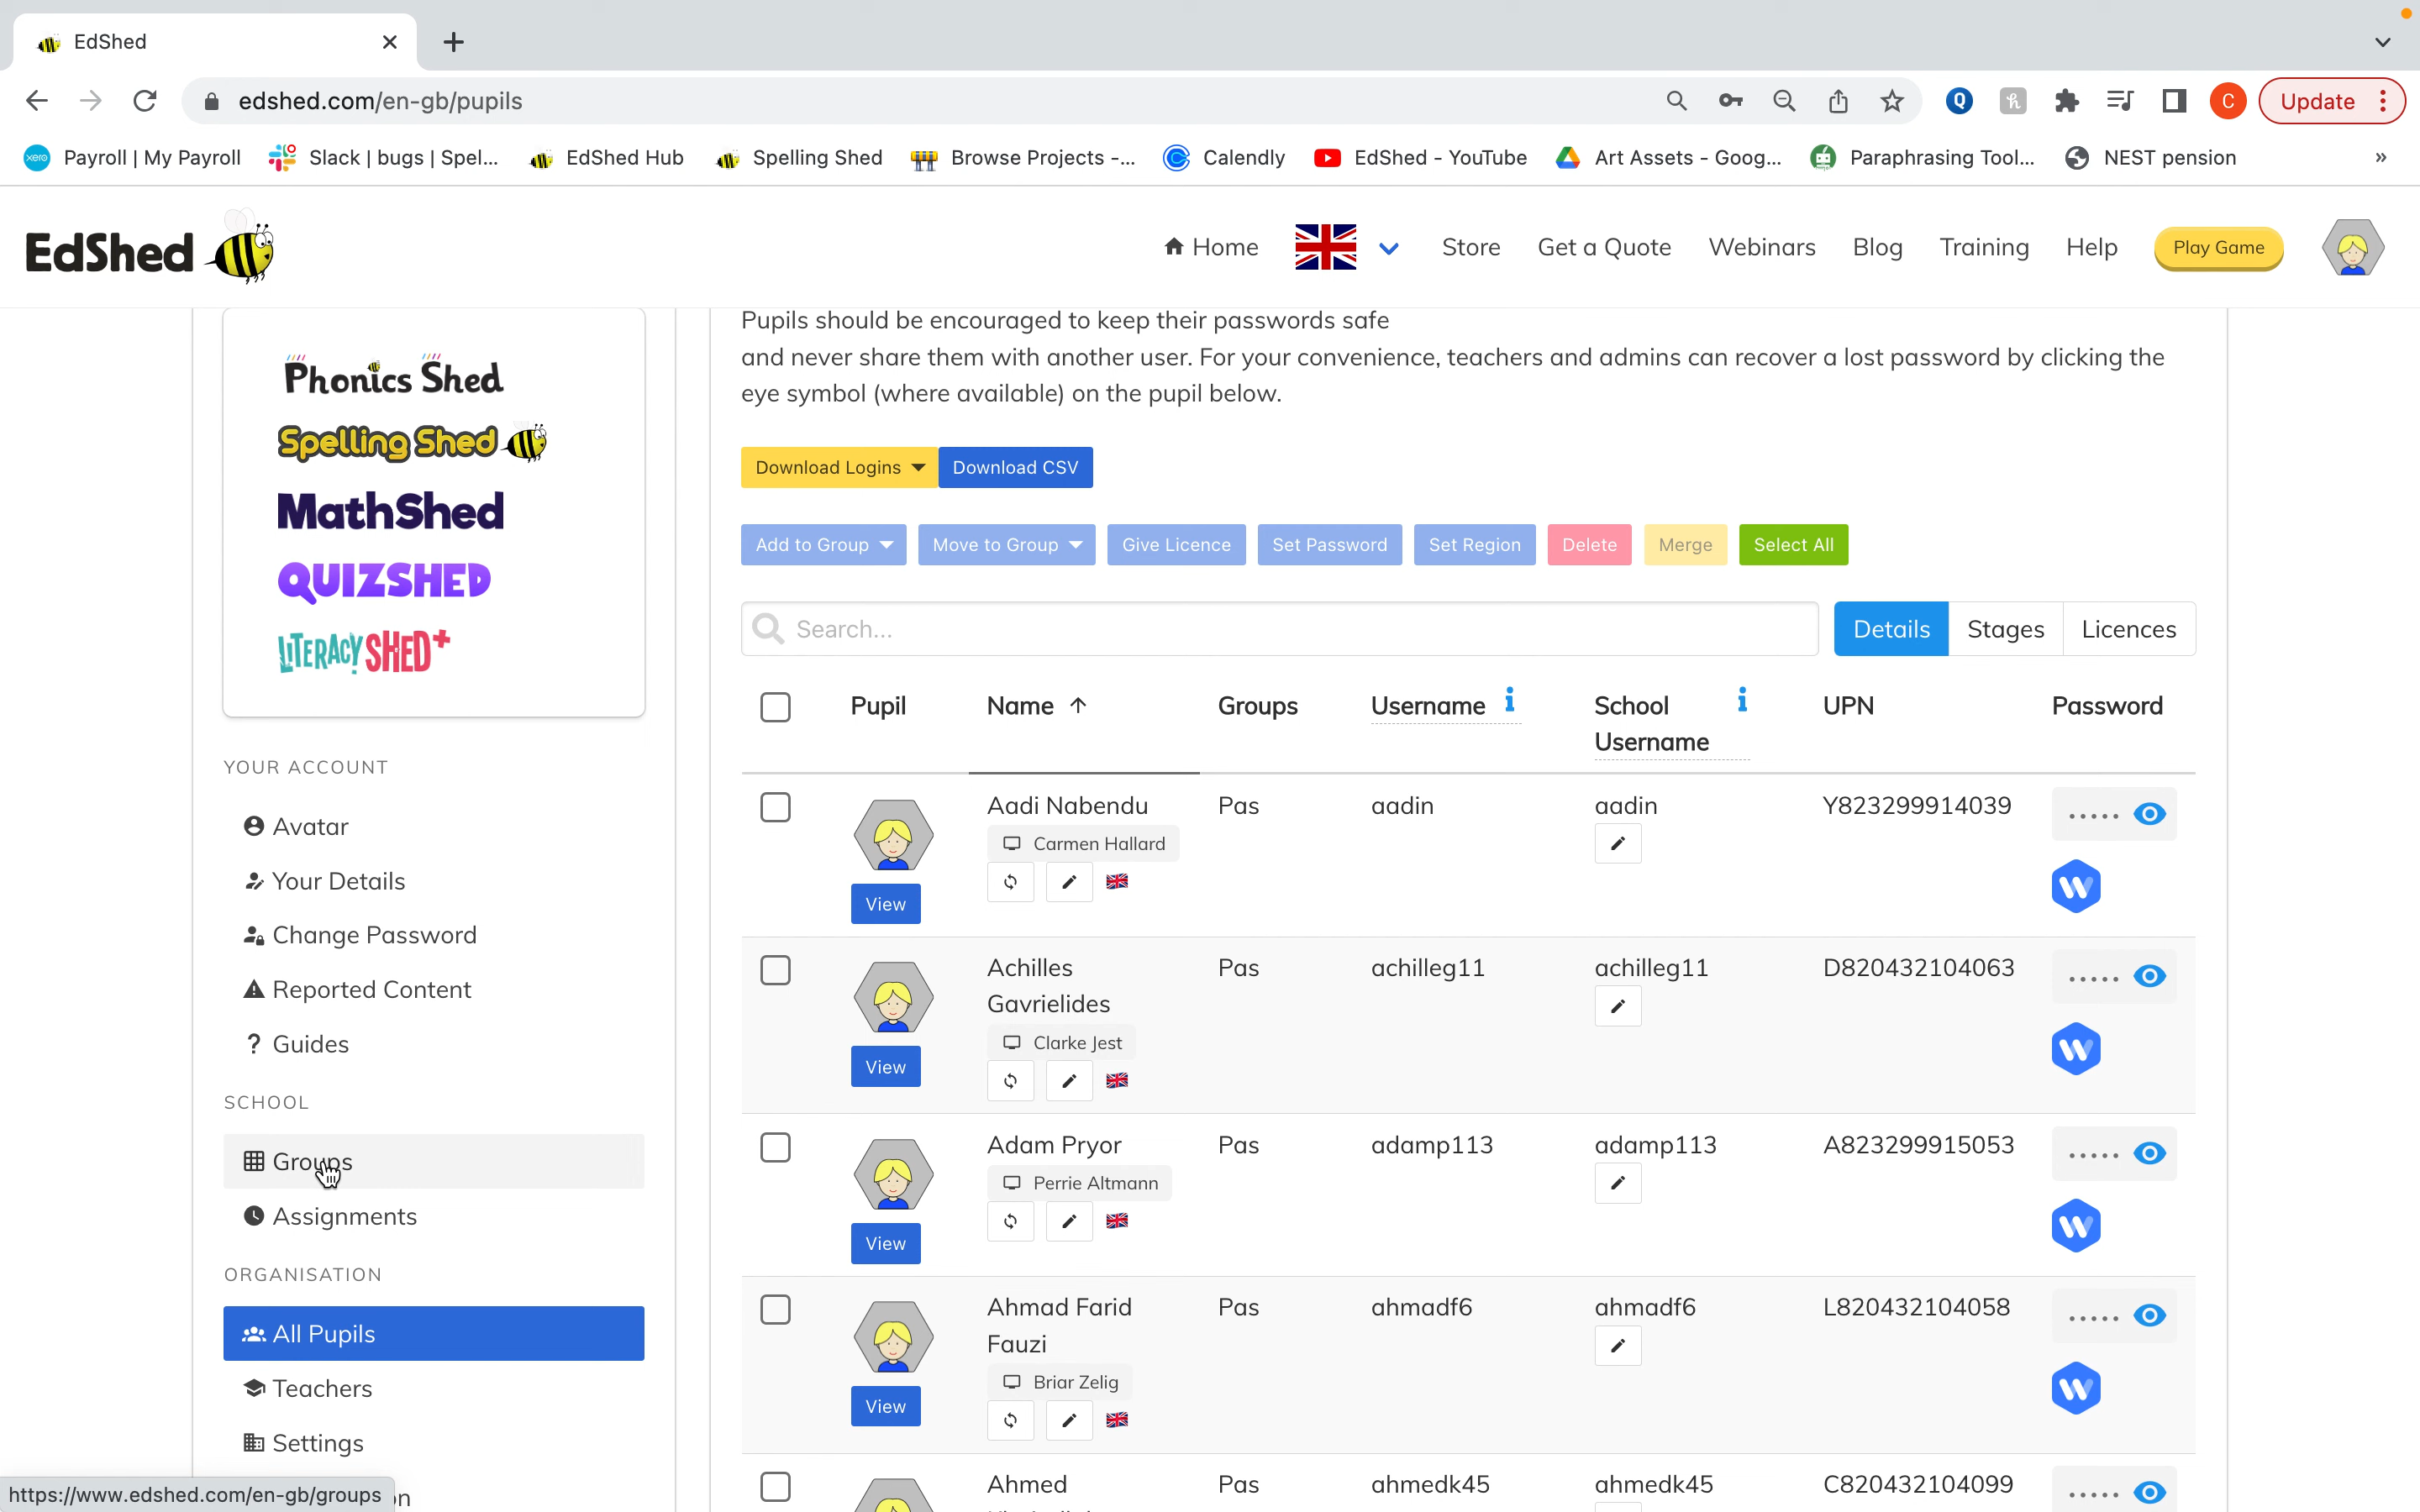 EdShed
edshed.com/en-gb/pupils
Update
Payroll | My Payroll
Slack | bugs | Spel...
EdShed Hub
Spelling Shed
Browse Projects -...
Calendly
EdShed - YouTube
Art Assets - Goog...
Paraphrasing Tool...
NEST pension
»
EdShed
Home
Store
Get a Quote
Webinars
Blog
Training
Help
Play Game
Phonics Shed
Spelling Shed
MathShed
QUIZSHED
LITERACY SHED+
YOUR ACCOUNT
Avatar
Your Details
Change Password
Reported Content
? Guides
SCHOOL
Groups
Assignments
ORGANISATION
All Pupils
Teachers
Settings
https://www.edshed.com/en-gb/groups
Pupils should be encouraged to keep their passwords safe
and never share them with another user. For your convenience, teachers and admins can recover a lost password by clicking the
eye symbol (where available) on the pupil below.
Download Logins Download CSV
Add to Group Move to Group Give Licence Set Password Set Region Delete Merge Select All
Search... Details Stages Licences
Pupil Name ↑ Groups Username i School i UPN Password
Username
Aadi Nabendu Pas aadin aadin Y823299914039 .....
Carmen Hallard
View
Achilles Pas achilleg11 achilleg11 D820432104063 .....
Gavrielides
Clarke Jest
View
Adam Pryor Pas adamp113 adamp113 A823299915053 .....
Perrie Altmann
View
Ahmad Farid Pas ahmadf6 ahmadf6 L820432104058 .....
Fauzi
Briar Zelig
View
Ahmed Pas ahmedk45 ahmedk45 C820432104099 .....